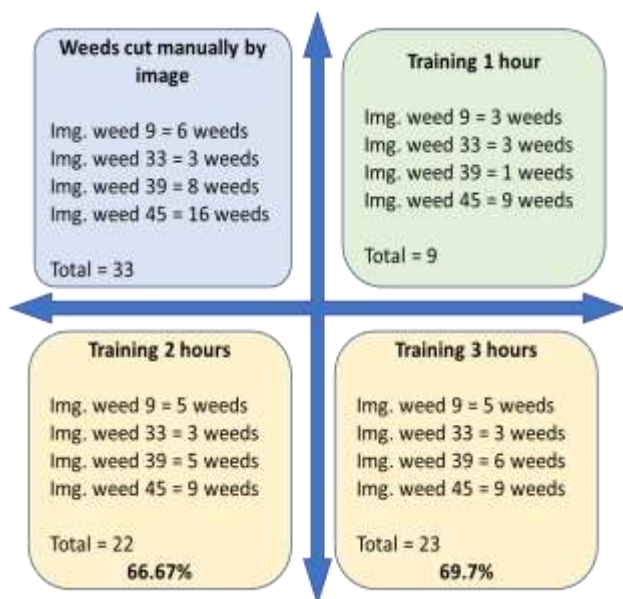 Weeds cut manually by
image
Img. weed 9 = 6 weeds
Img. weed 33 = 3 weeds
Img. weed 39 = 8 weeds
Img. weed 45 = 16 weeds
Total = 33
Training 1 hour
Img. weed 9 = 3 weeds
Img. weed 33 = 3 weeds
Img. weed 39 = 1 weeds
Img. weed 45 = 9 weeds
Total = 9
Training 2 hours
Img. weed 9 = 5 weeds
Img. weed 33 = 3 weeds
Img. weed 39 = 5 weeds
Img. weed 45 = 9 weeds
Total = 22
66.67%
Training 3 hours
Img. weed 9 = 5 weeds
Img. weed 33 = 3 weeds
Img. weed 39 = 6 weeds
Img. weed 45 = 9 weeds
Total = 23
69.7%